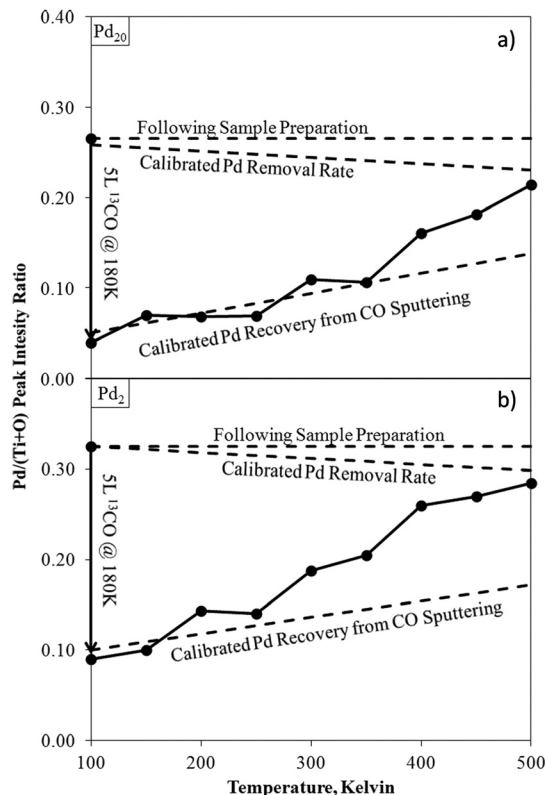 Pd20
a)
0.40
0.30
0.20
0.10
0.00
Following Sample Preparation
Calibrated Pd Removal Rate
5L 13CO @ 180K
Calibrated Pd Recovery from CO Sputtering
Pd/(Ti+O) Peak Intesity Ratio
Pd2
b)
0.30
0.20
0.10
0.00
Following Sample Preparation
Calibrated Pd Removal Rate
5L 13CO @ 180K
Calibrated Pd Recovery from CO Sputtering
100 200 300 400 500
Temperature, Kelvin